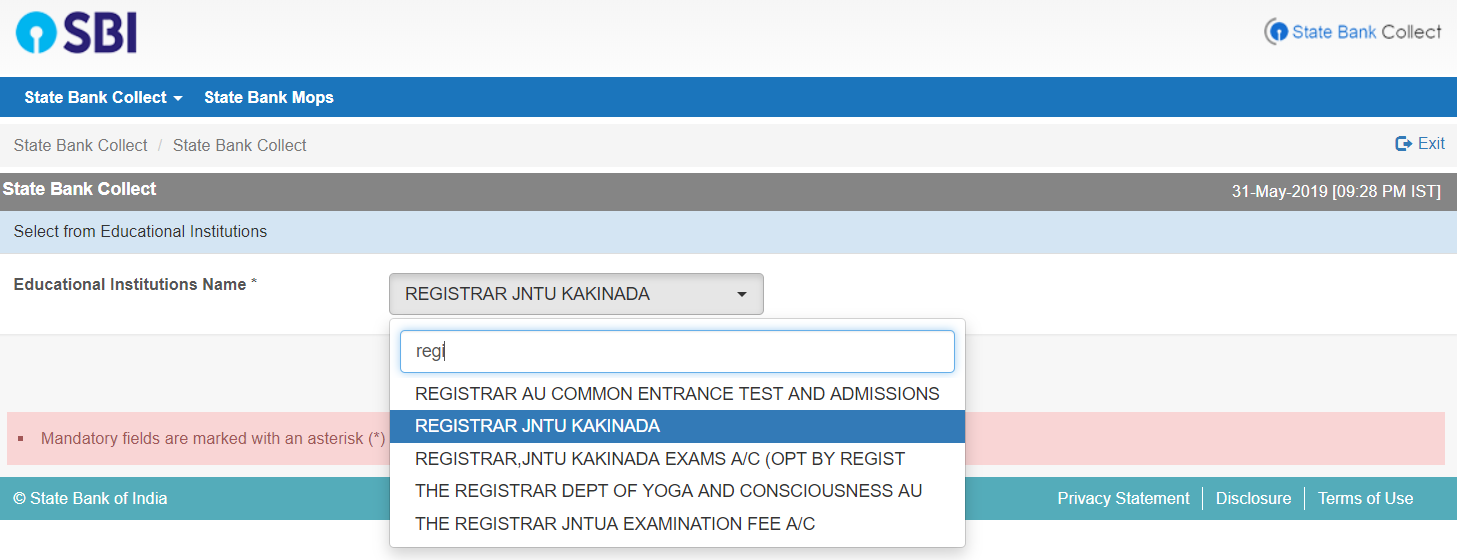 SBI
State Bank Collect
State Bank Collect State Bank Mops
State Bank Collect / State Bank Collect
Exit
State Bank Collect
31-May-2019 [09:28 PM IST]
Select from Educational Institutions
Educational Institutions Name *
REGISTRAR JNTU KAKINADA
regi
REGISTRAR AU COMMON ENTRANCE TEST AND ADMISSIONS
REGISTRAR JNTU KAKINADA
REGISTRAR,JNTU KAKINADA EXAMS A/C (OPT BY REGIST
THE REGISTRAR DEPT OF YOGA AND CONSCIOUSNESS AU
THE REGISTRAR JNTUA EXAMINATION FEE A/C
Mandatory fields are marked with an asterisk (*)
© State Bank of India
Privacy Statement Disclosure Terms of Use